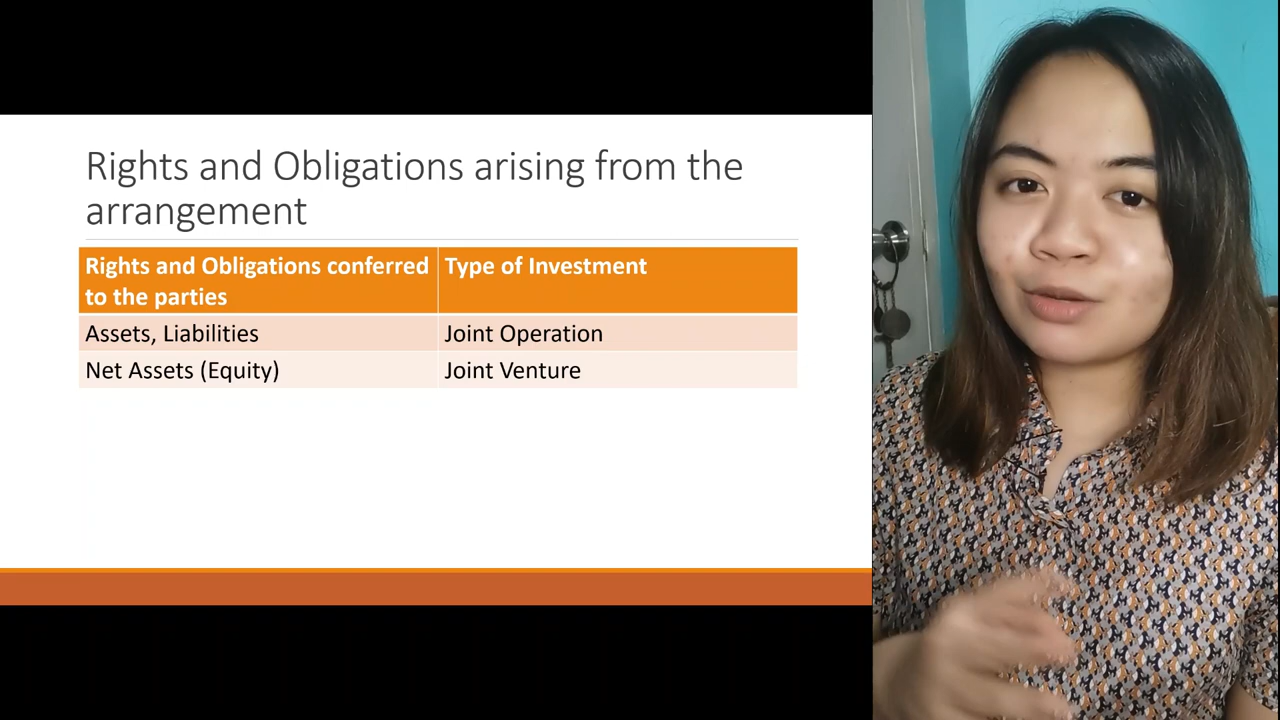 Rights and Obligations arising from the
arrangement
Rights and Obligations conferred
to the parties
Type of Investment
Assets, Liabilities
Joint Operation
Net Assets (Equity)
Joint Venture